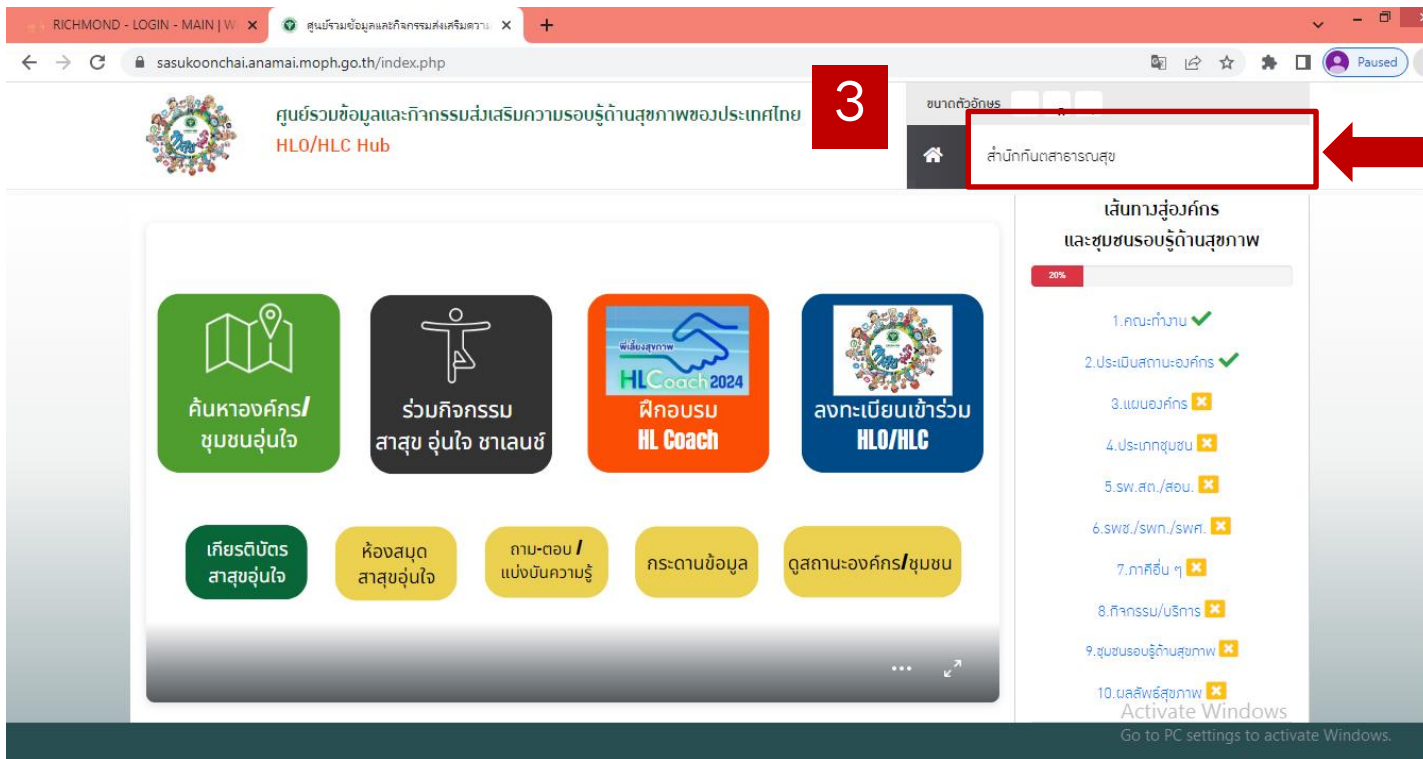 RICHMOND - LOGIN - MAIN | W
ศูนย์รวมข้อมูลและกิจกรรมส่งเสริมความ
sasukoonchai.anamai.moph.go.th/index.php
Paused
ศูนย์รวมข้อมูลและกิจกรรมส่งเสริมความรอบรู้ด้านสุขภาพของประเทศไทย
HLO/HLC Hub
3
ขนาดตัวอักษร
สำนักทันตสาธารณสุข
เส้นทางสู่องค์กร
และชุมชนรอบรู้ด้านสุขภาพ
20%
1.คณะทำงาน
2.ประเมินสถานะองค์กร
3.แผนองค์กร
4.ประเภทชุมชน
5.รพ.สต./สอน.
6.รพช./รพท./รพศ.
7.ภาคีอื่น ๆ
8.กิจกรรม/บริการ
9.ชุมชนรอบรู้ด้านสุขภาพ
10.ผลลัพธ์สุขภาพ
ค้นหาองค์กร/
ชุมชนอุ่นใจ
ร่วมกิจกรรม
สาสุข อุ่นใจ ชาเลนช์
พี่เลี้ยงสุขภาพ
HLCoach 2024
ฝึกอบรม
HL Coach
ลงทะเบียนเข้าร่วม
HLO/HLC
เกียรติบัตร
สาสุขอุ่นใจ
ห้องสมุด
สาสุขอุ่นใจ
ถาม-ตอบ /
แบ่งบันความรู้
กระดานข้อมูล
ดูสถานะองค์กร/ชุมชน
Activate Windows
Go to PC settings to activate Windows.